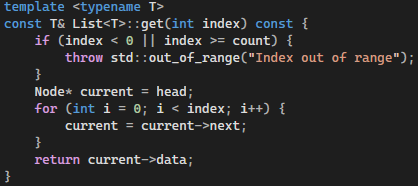 template <typename T>
const T& List<T>::get(int index) const {
    if (index < 0 || index >= count) {
        throw std::out_of_range("Index out of range");
    }
    Node* current = head;
    for (int i = 0; i < index; i++) {
        current = current->next;
    }
    return current->data;
}